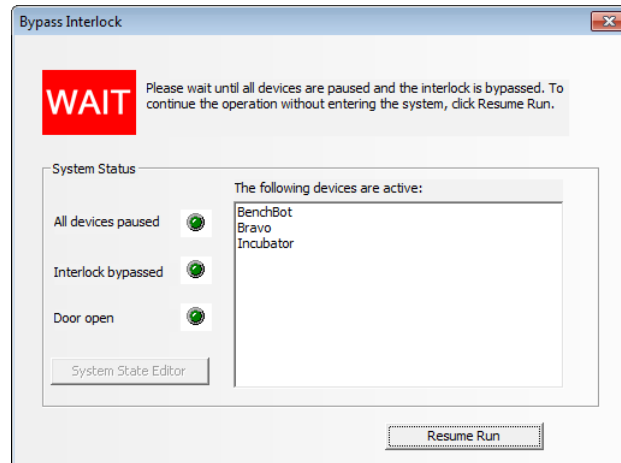 Bypass Interlock
WAIT
Please wait until all devices are paused and the interlock is bypassed. To
continue the operation without entering the system, click Resume Run.
System Status
The following devices are active:
All devices paused
BenchBot
Bravo
Incubator
Interlock bypassed
Door open
System State Editor
Resume Run